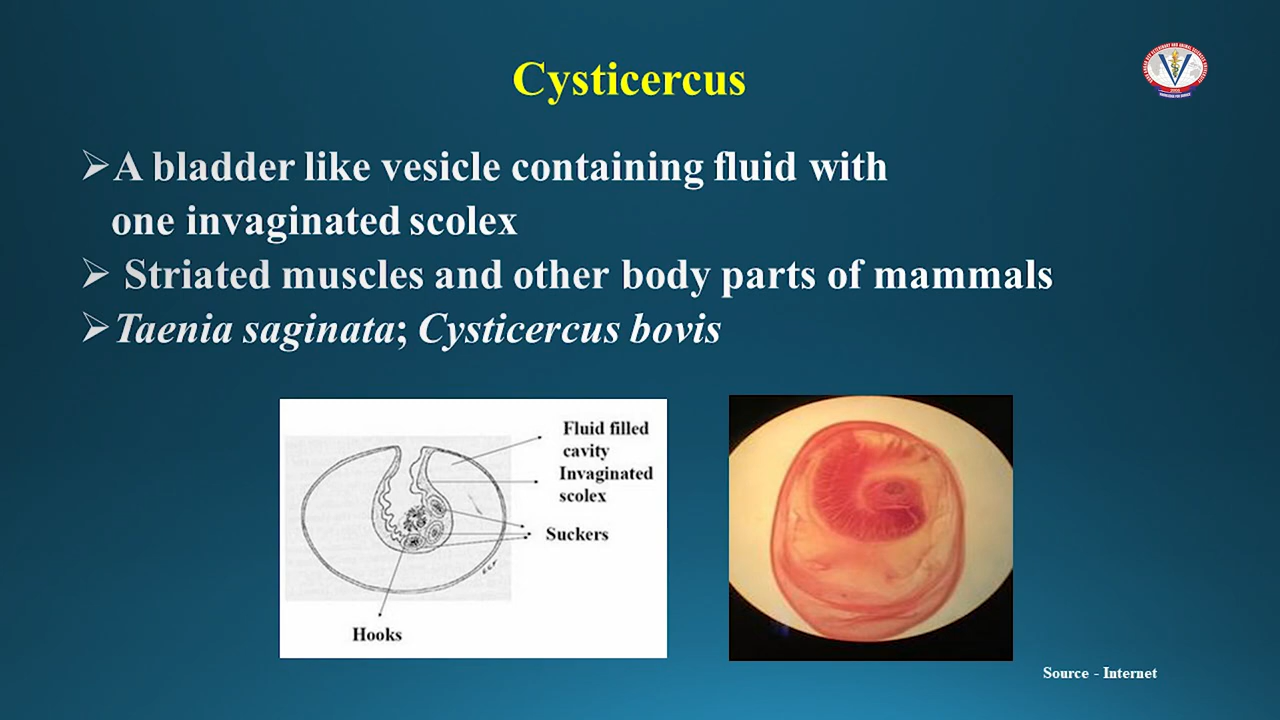 Cysticercus
➢A bladder like vesicle containing fluid with
one invaginated scolex
➢ Striated muscles and other body parts of mammals
➢Taenia saginata; Cysticercus bovis
Fluid filled
cavity
Invaginated
scolex
Suckers
Hooks
V
Source - Internet